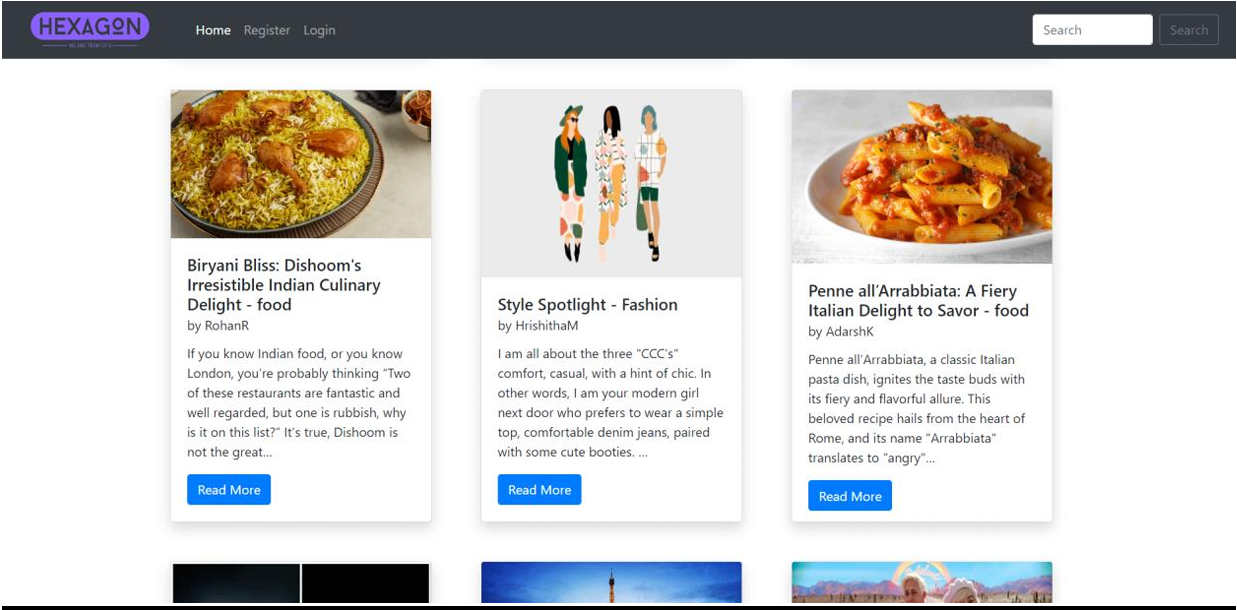 HEXAGON
Home Register Login
Search Search
Biryani Bliss: Dishoom's
Irresistible Indian Culinary
Delight - food
by RohanR
If you know Indian food, or you know
London, you're probably thinking “Two
of these restaurants are fantastic and
well regarded, but one is rubbish, why
is it on this list?” It's true, Dishoom is
not the great...
Read More
Style Spotlight - Fashion
by HrishithaM
I am all about the three "CCC's"
comfort, casual, with a hint of chic. In
other words, I am your modern girl
next door who prefers to wear a simple
top, comfortable denim jeans, paired
with some cute booties. ...
Read More
Penne all’Arrabbiata: A Fiery
Italian Delight to Savor - food
by AdarshK
Penne all'Arrabbiata, a classic Italian
pasta dish, ignites the taste buds with
its fiery and flavorful allure. This
beloved recipe hails from the heart of
Rome, and its name "Arrabbiata"
translates to "angry"...
Read More